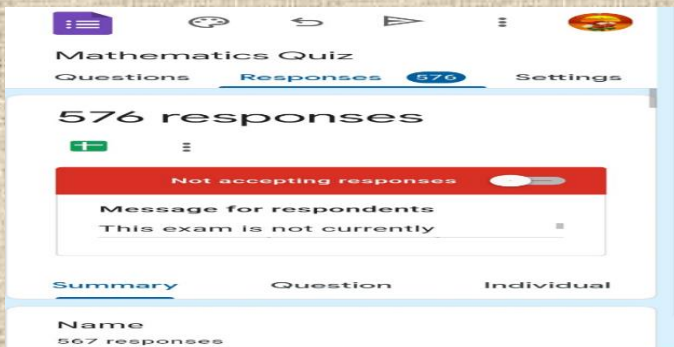 Mathematics Quiz
Questions Responses 576 Settings
576 responses
Not accepting responses
Message for respondents
This exam is not currently
Summary Question Individual
Name
567 responses